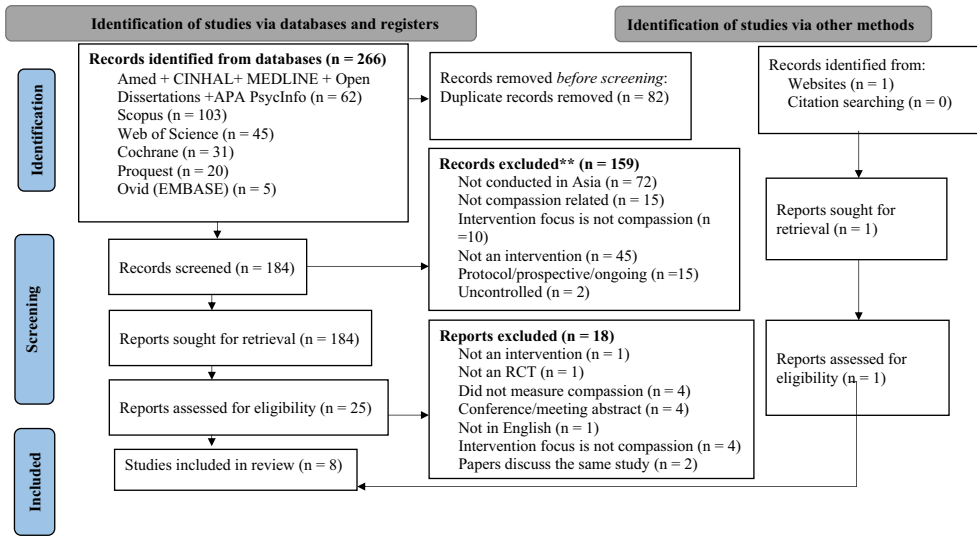 Identification of studies via databases and registers
Identification of studies via other methods
Identification
Records identified from databases (n = 266)
Amed + CINHAL+ MEDLINE + Open
Dissertations +APA PsycInfo (n = 62)
Scopus (n = 103)
Web of Science (n = 45)
Cochrane (n = 31)
Proquest (n = 20)
Ovid (EMBASE) (n = 5)
Records removed before screening:
Duplicate records removed (n = 82)
Records identified from:
Websites (n = 1)
Citation searching (n = 0)
Screening
Records screened (n = 184)
Records excluded** (n = 159)
Not conducted in Asia (n = 72)
Not compassion related (n = 15)
Intervention focus is not compassion (n
=10)
Not an intervention (n = 45)
Protocol/prospective/ongoing (n =15)
Uncontrolled (n = 2)
Reports sought for
retrieval (n = 1)
Reports sought for retrieval (n = 184)
Reports assessed for eligibility (n = 25)
Reports excluded (n = 18)
Not an intervention (n = 1)
Not an RCT (n = 1)
Did not measure compassion (n = 4)
Conference/meeting abstract (n = 4)
Not in English (n = 1)
Intervention focus is not compassion (n = 4)
Papers discuss the same study (n = 2)
Reports assessed for
eligibility (n = 1)
Included
Studies included in review (n = 8)